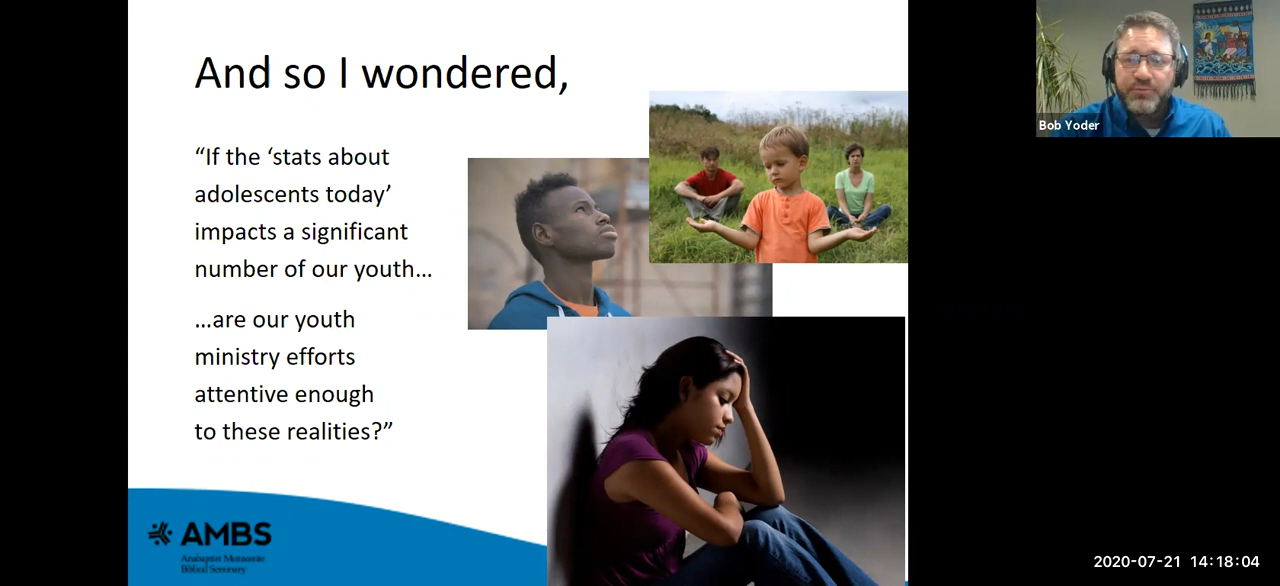 And so I wondered,
“If the ‘stats about
adolescents today’
impacts a significant
number of our youth…
…are our youth
ministry efforts
attentive enough
to these realities?”
AMBS
Anabaptist Mennonite
Biblical Seminary
Bob Yoder
2020-07-21 14:18:04